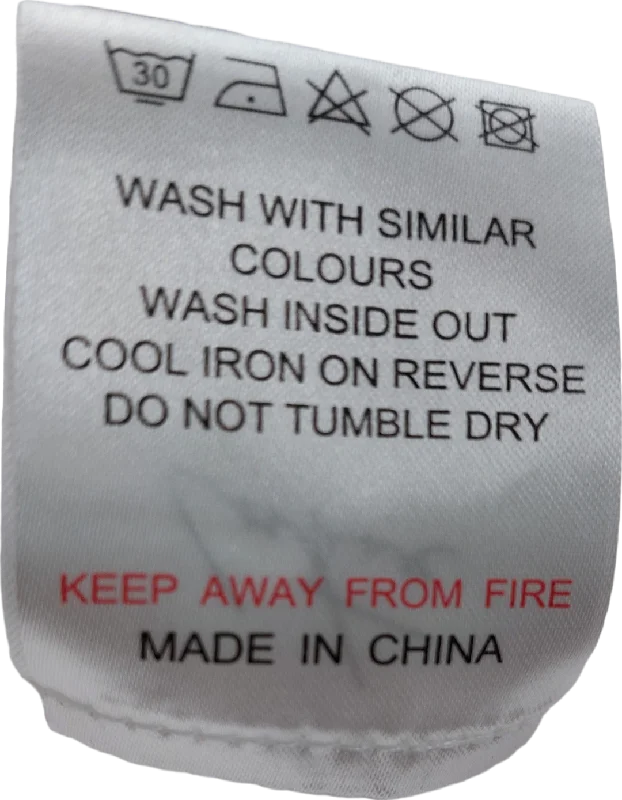 30
WASH WITH SIMILAR
COLOURS
WASH INSIDE OUT
COOL IRON ON REVERSE
DO NOT TUMBLE DRY
KEEP AWAY FROM FIRE
MADE IN CHINA